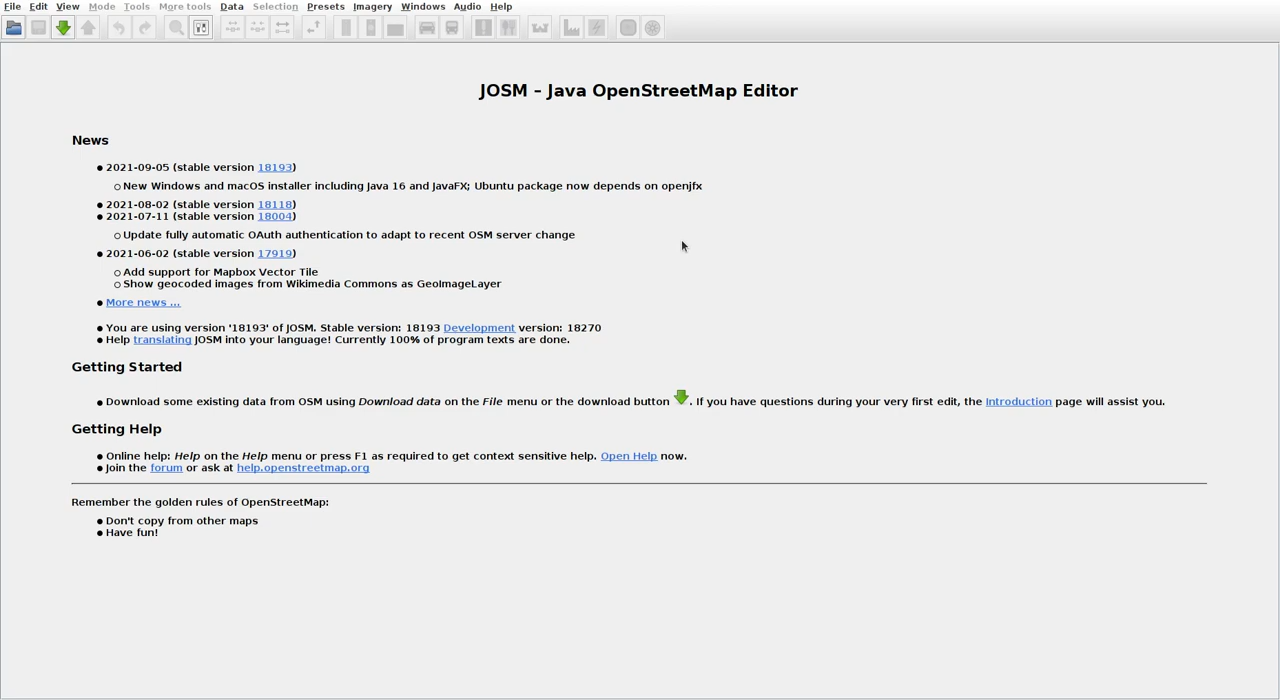 File Edit View Mode Tools More tools Data Selection Presets Imagery Windows Audio Help
JOSM – Java OpenStreetMap Editor
News
2021-09-05 (stable version 18193)
New Windows and macOS installer including Java 16 and JavaFX; Ubuntu package now depends on openjfx
2021-08-02 (stable version 18118)
2021-07-11 (stable version 18004)
Update fully automatic OAuth authentication to adapt to recent OSM server change
2021-06-02 (stable version 17919)
Add support for Mapbox Vector Tile
Show geocoded images from Wikimedia Commons as GeoImageLayer
More news ...
You are using version '18193' of JOSM. Stable version: 18193 Development version: 18270
Help translating JOSM into your language! Currently 100% of program texts are done.
Getting Started
Download some existing data from OSM using Download data on the File menu or the download button . If you have questions during your very first edit, the Introduction page will assist you.
Getting Help
Online help: Help on the Help menu or press F1 as required to get context sensitive help. Open Help now.
Join the forum or ask at help.openstreetmap.org
Remember the golden rules of OpenStreetMap:
Don't copy from other maps
Have fun!